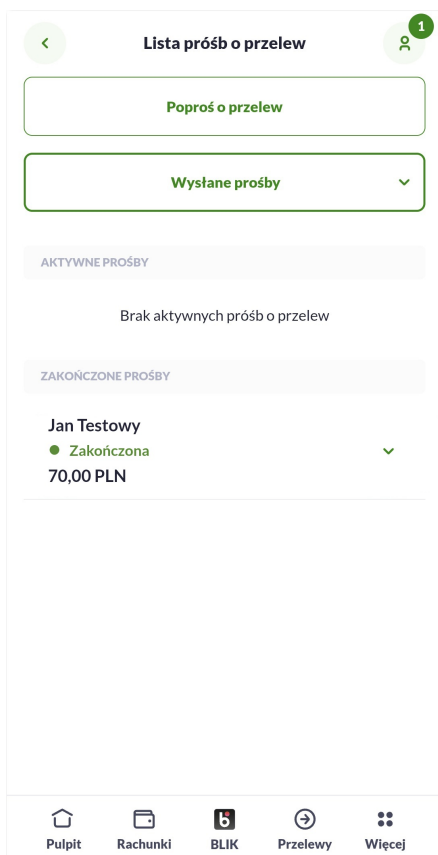 Lista próśb o przelew
1
Poproś o przelew
Wysłane prośby
AKTYWNE PROŚBY
Brak aktywnych próśb o przelew
ZAKOŃCZONE PROŚBY
Jan Testowy
Zakończona
70,00 PLN
Pulpit
Rachunki
BLIK
Przelewy
Więcej